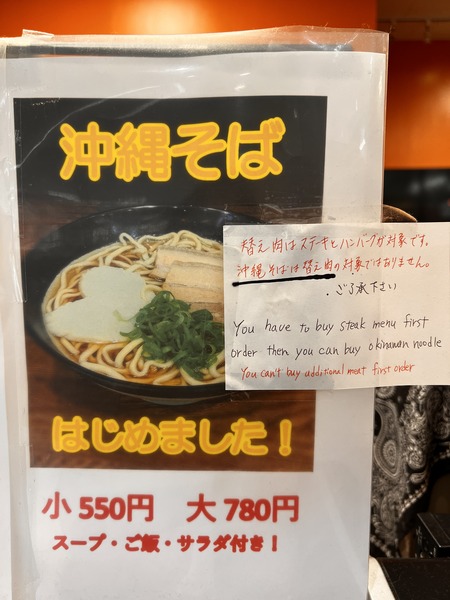 沖縄そば
替え肉はステーキとハンバーグが対象です。
沖縄そばは替え肉の対象ではありません。
・ご了承下さい
You have to buy steak menu first
order then you can buy okinawan noodle
You can't buy additional meat first order
はじめました！
小 550円 大 780円
スープ・ご飯・サラダ付き！